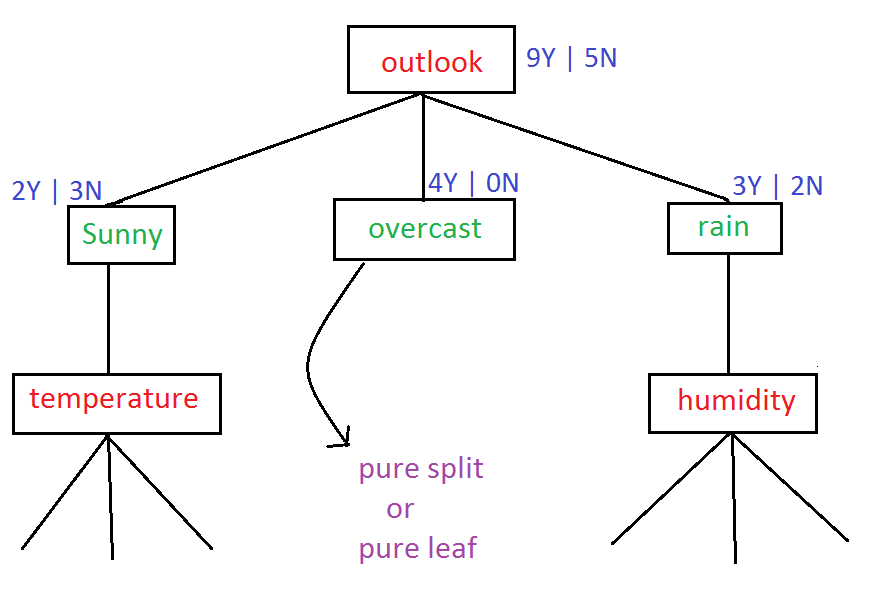 outlook
9Y | 5N
2Y | 3N
4Y | 0N
3Y | 2N
Sunny
overcast
rain
temperature
humidity
pure split
or
pure leaf